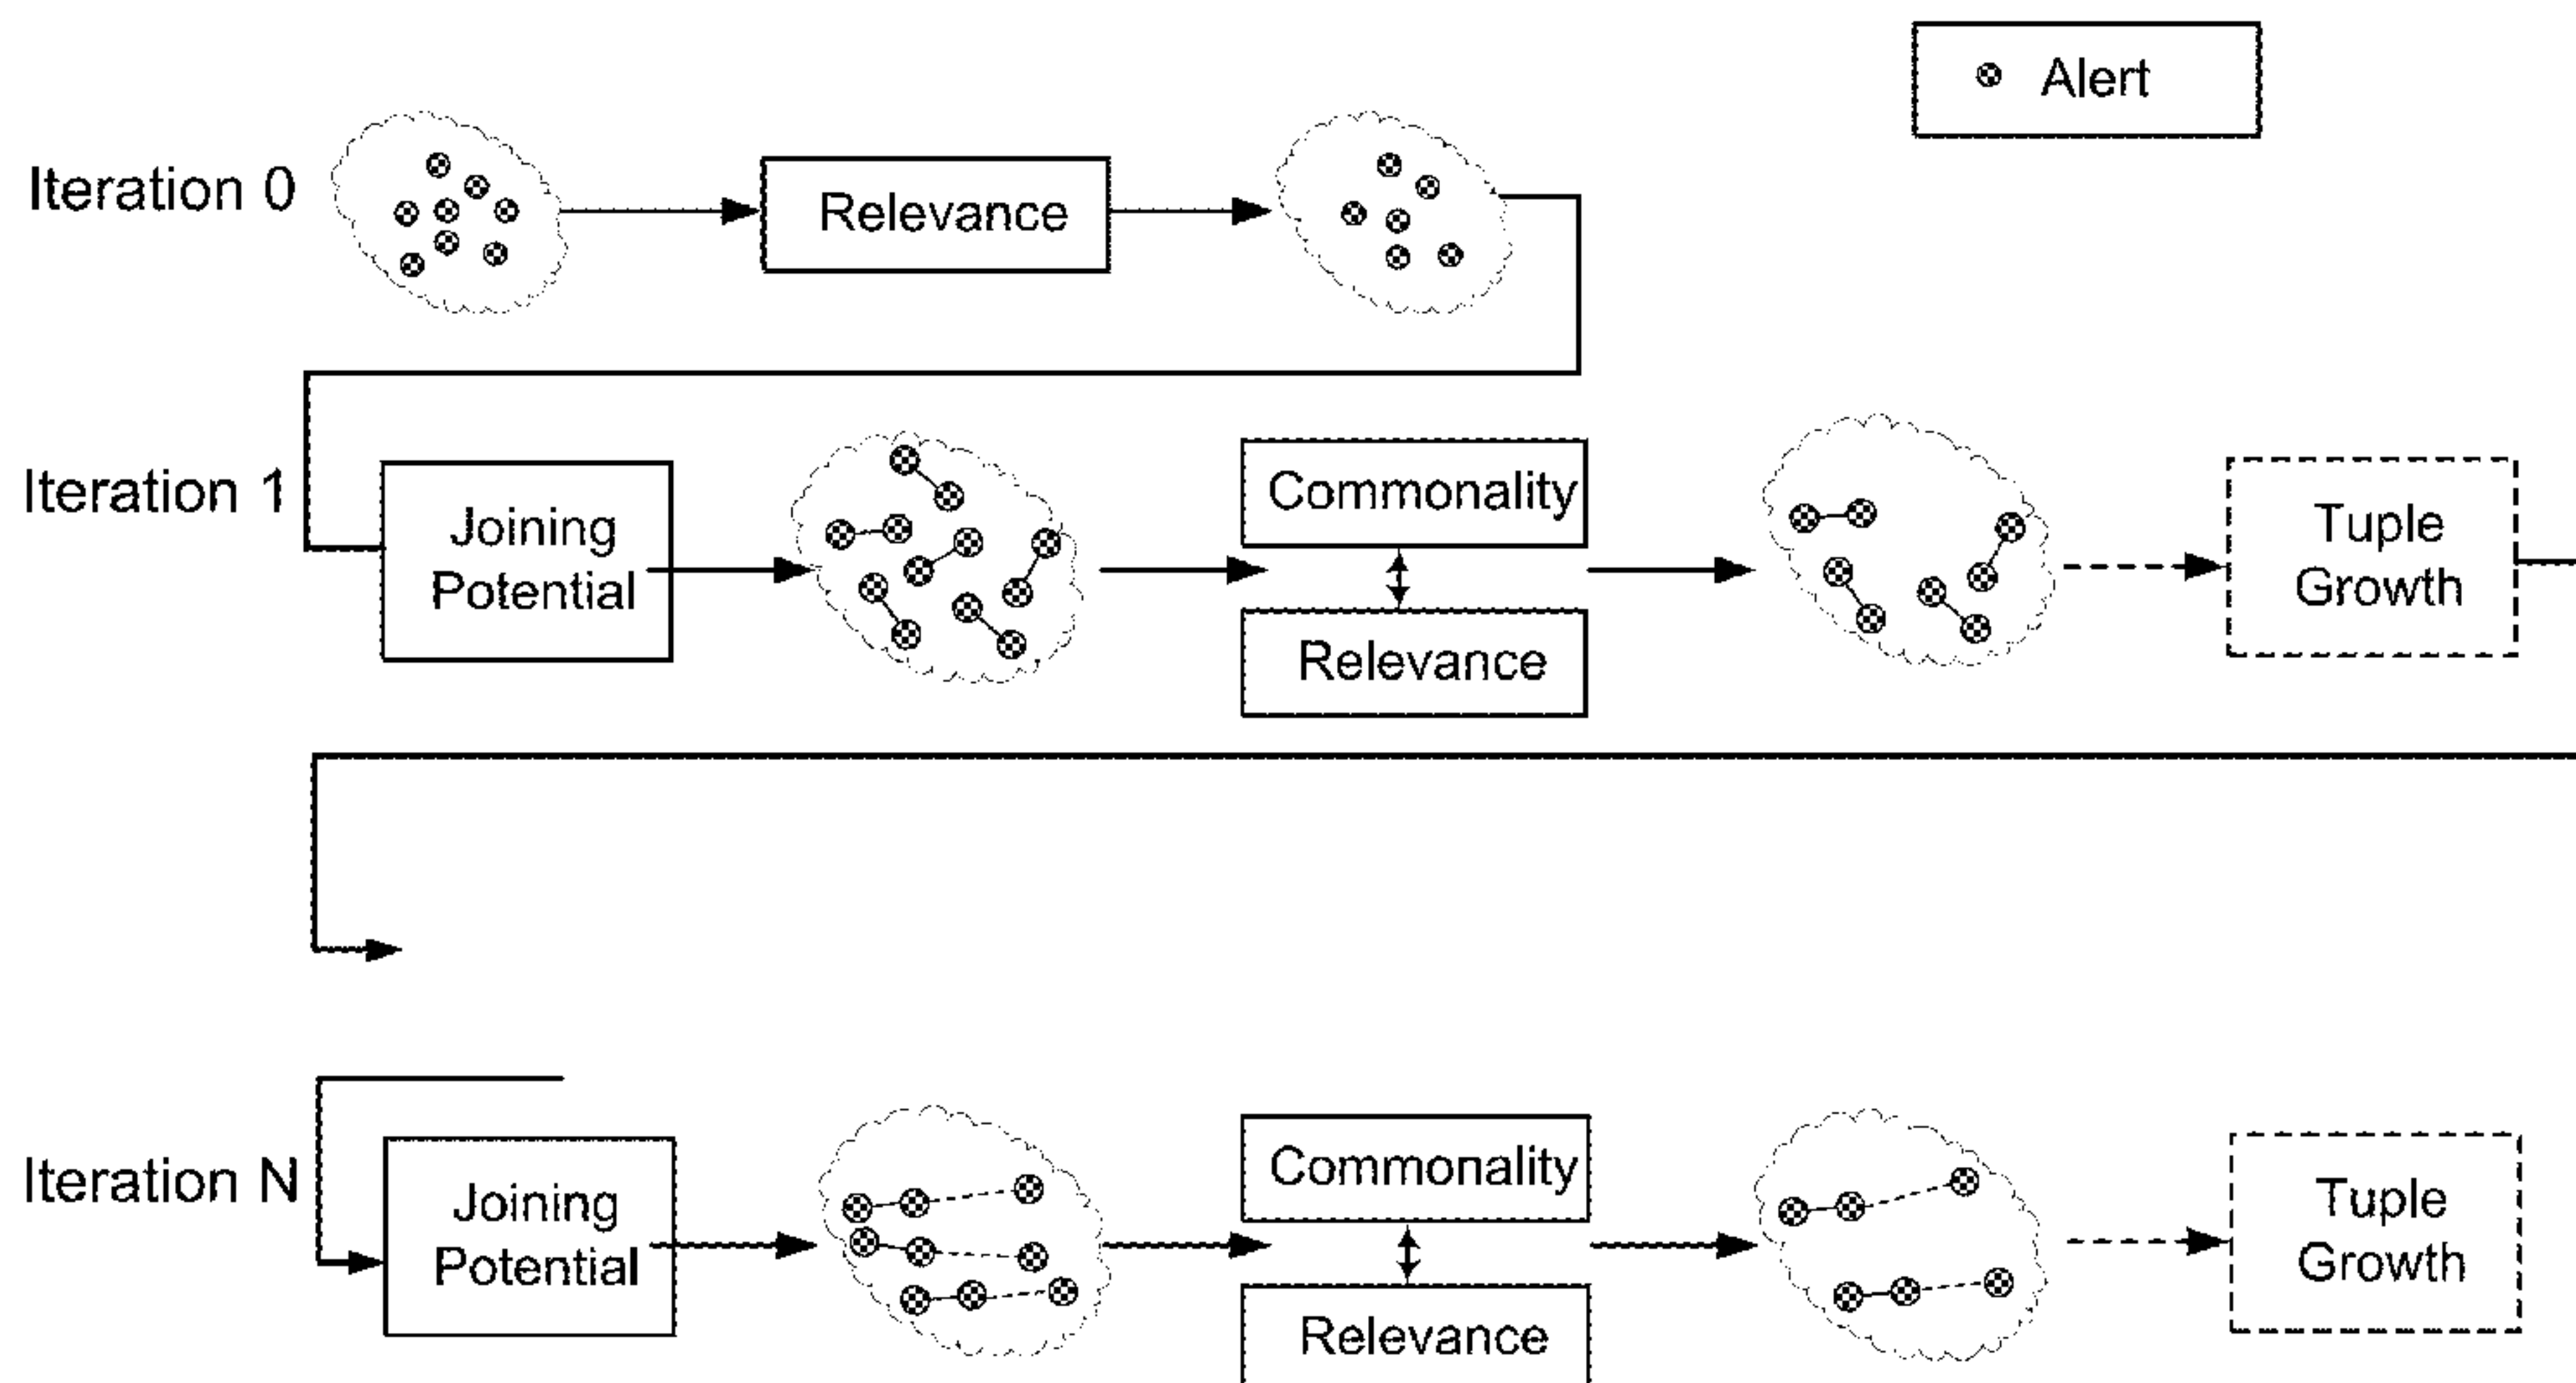 Alert
Iteration 0
Relevance
Iteration 1
Joining
Potential
Commonality
Relevance
Tuple
Growth
Iteration N
Joining
Potential
Commonality
Relevance
Tuple
Growth